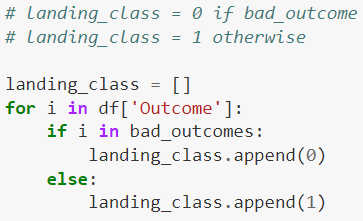 # landing_class = 0 if bad_outcome
# landing_class = 1 otherwise

landing_class = []
for i in df['Outcome']:
    if i in bad_outcomes:
        landing_class.append(0)
    else:
        landing_class.append(1)